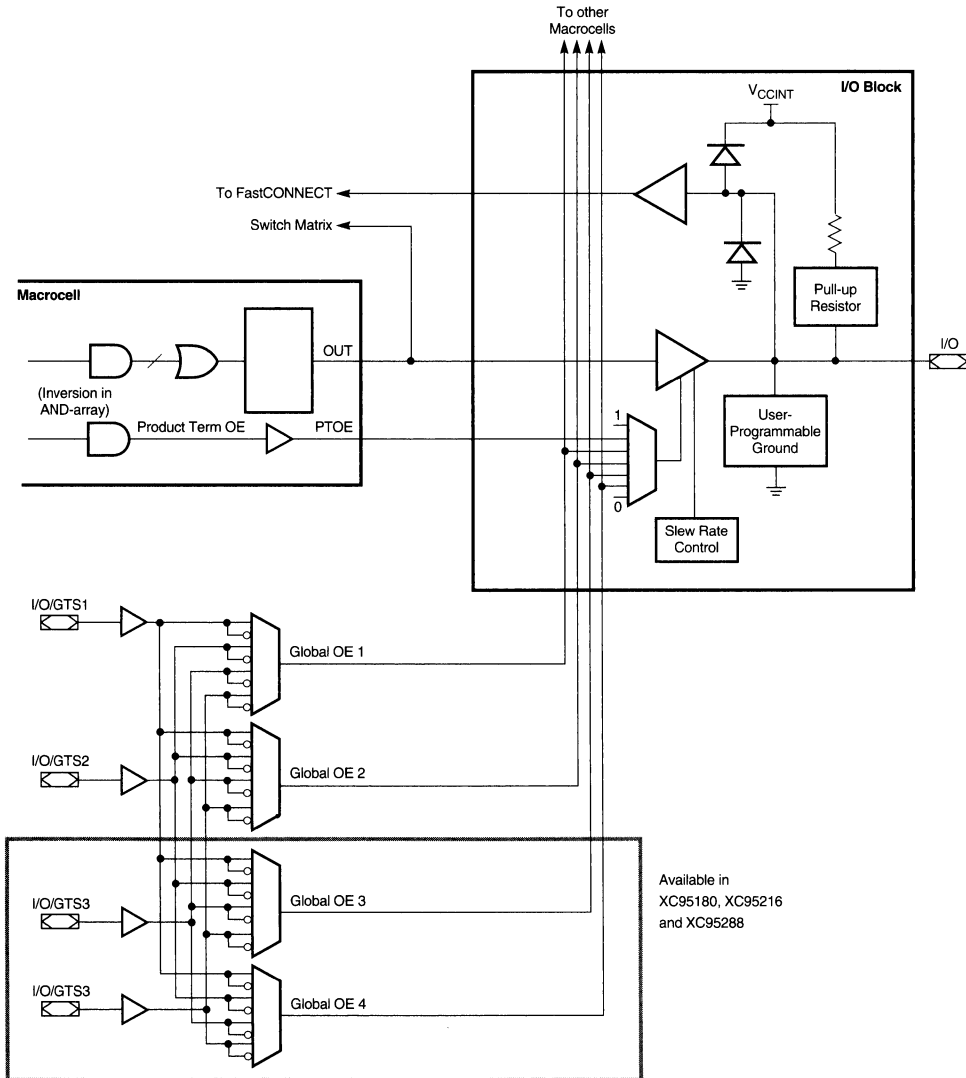 To other
Macrocells
I/O Block
VCCINT
To FastCONNECT
Switch Matrix
Macrocell
Pull-up
Resistor
OUT
I/O
(Inversion in
AND-array)
Product Term OE
PTOE
1
User-
Programmable
Ground
0
Slew Rate
Control
I/O/GTS1
Global OE 1
I/O/GTS2
Global OE 2
I/O/GTS3
Global OE 3
Available in
XC95180, XC95216
and XC95288
I/O/GTS3
Global OE 4